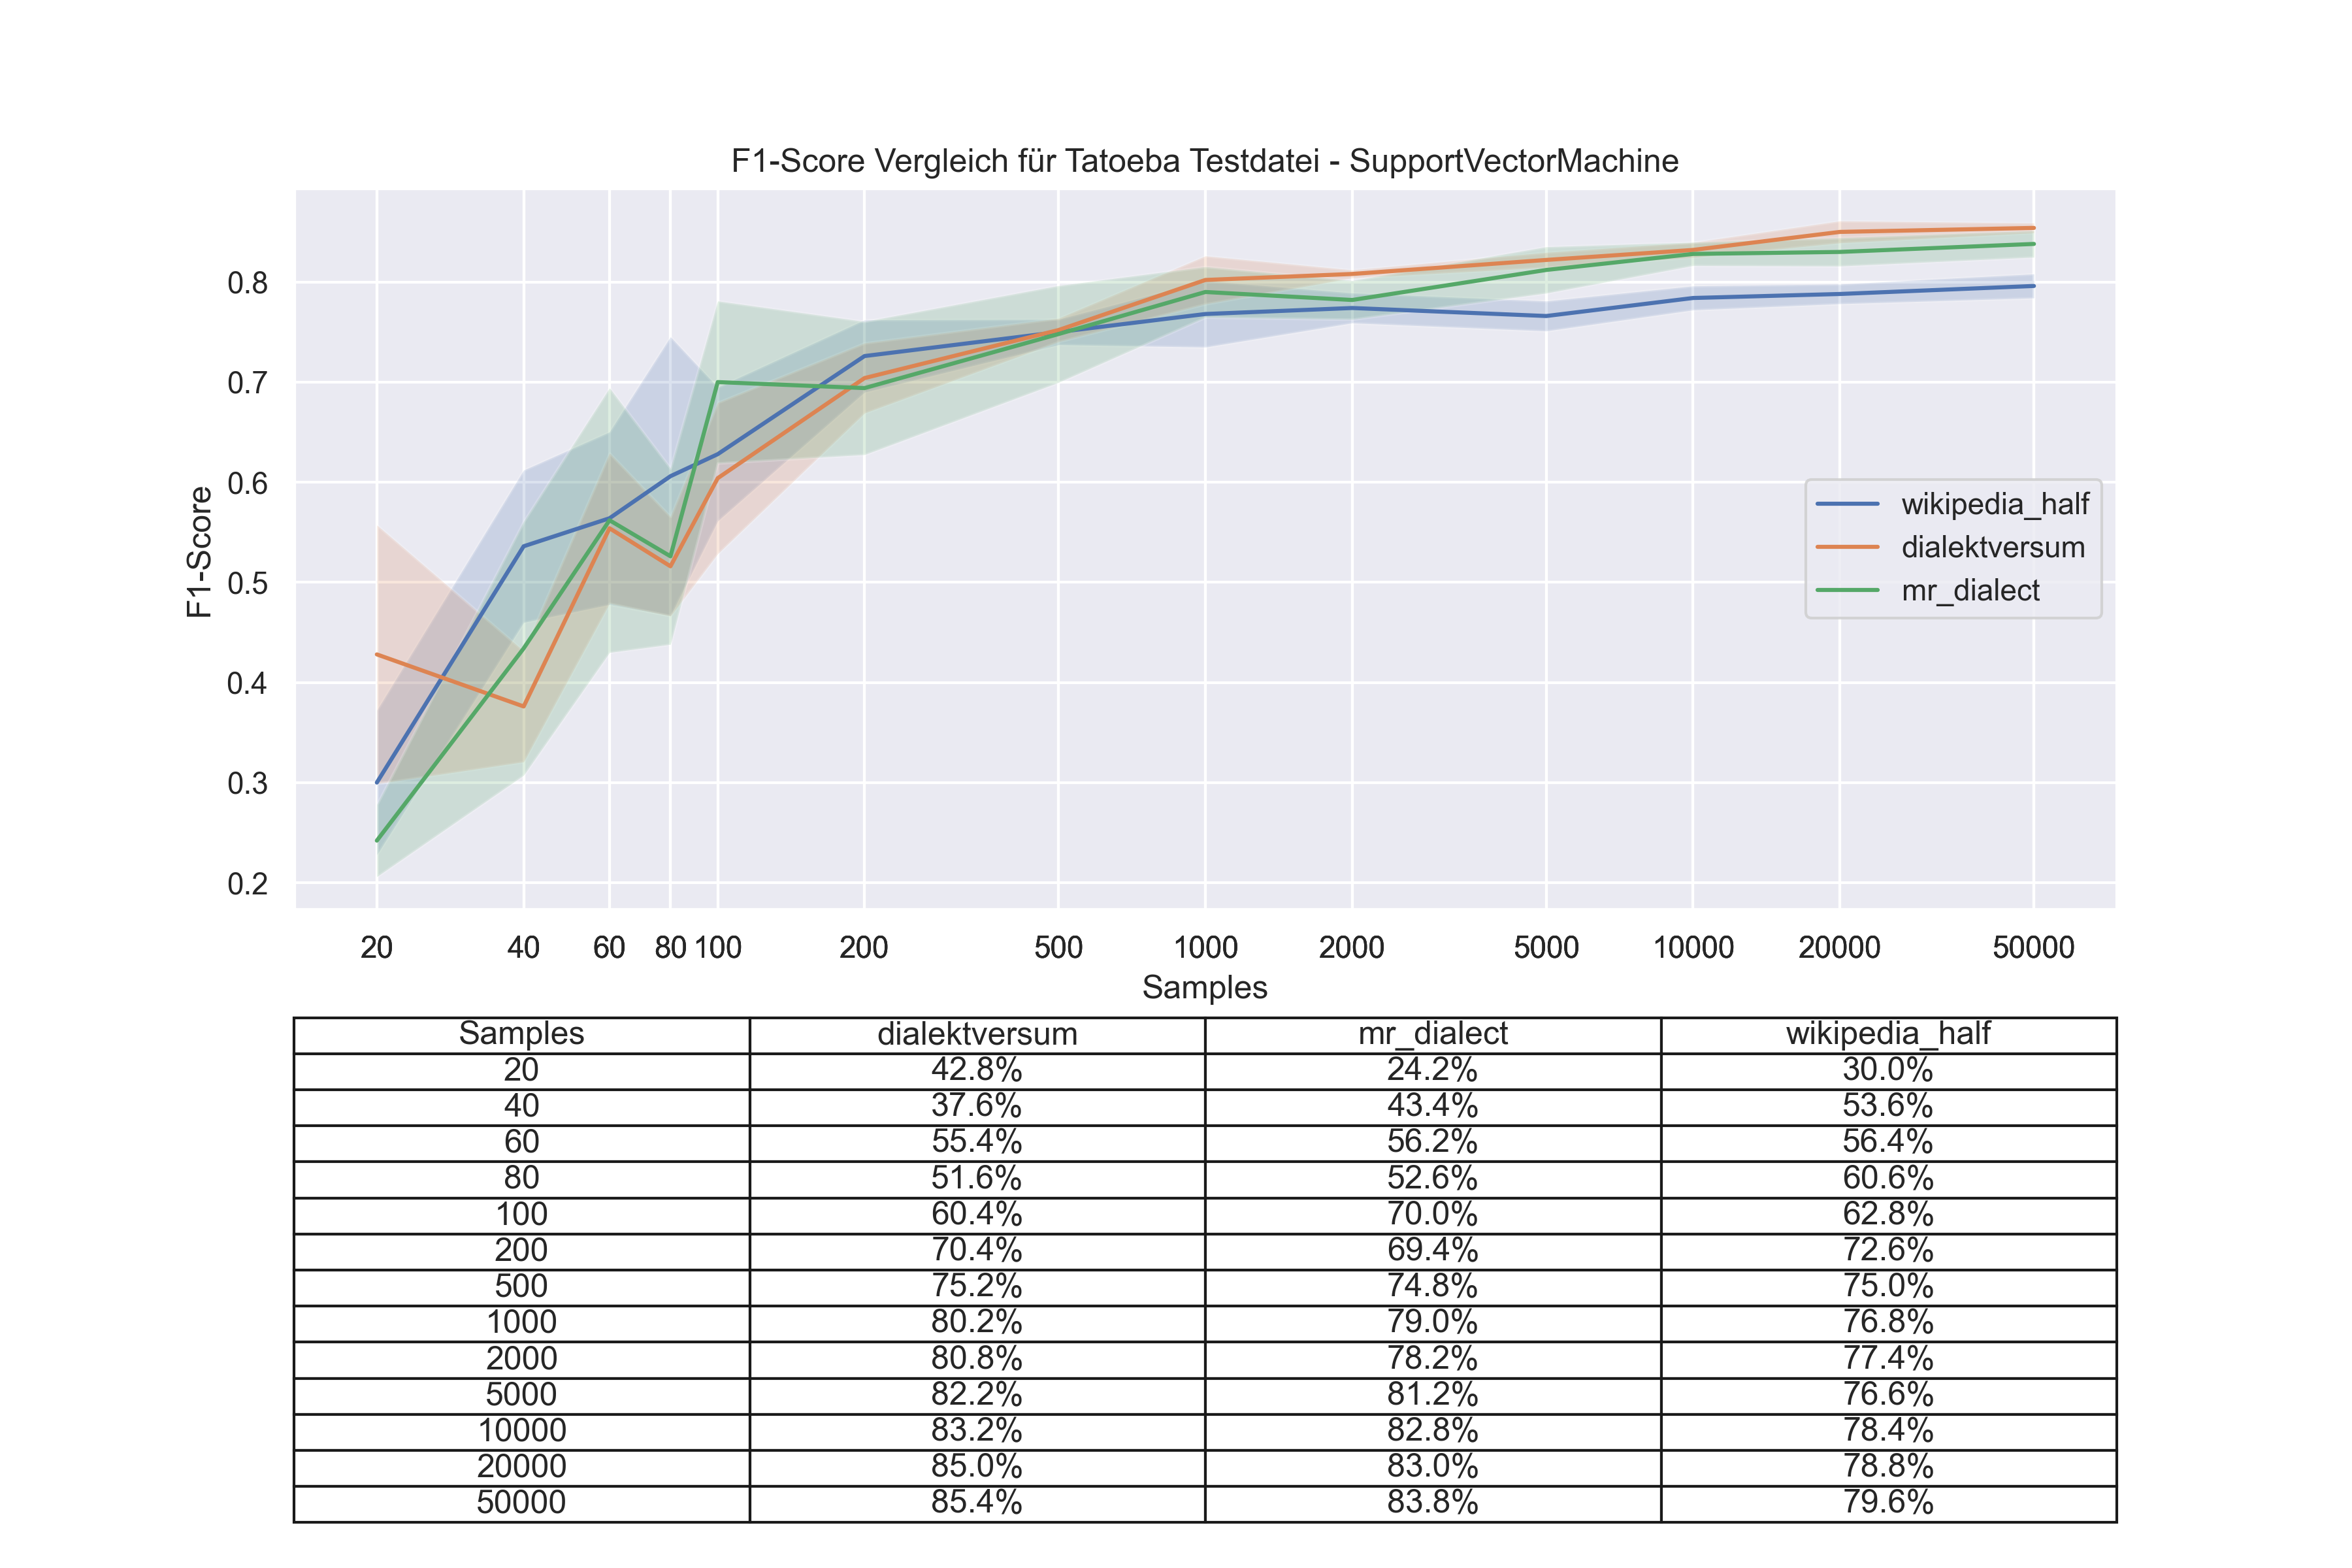 F1-Score Vergleich für Tatoeba Testdatei - SupportVectorMachine
F1-Score
0.8
0.7
0.6
0.5
0.4
0.3
0.2
wikipedia_half
dialektversum
mr_dialect
20 40 60 80 100 200 500 1000 2000 5000 10000 20000 50000
Samples
Samples dialektversum mr_dialect wikipedia_half
20 42.8% 24.2% 30.0%
40 37.6% 43.4% 53.6%
60 55.4% 56.2% 56.4%
80 51.6% 52.6% 60.6%
100 60.4% 70.0% 62.8%
200 70.4% 69.4% 72.6%
500 75.2% 74.8% 75.0%
1000 80.2% 79.0% 76.8%
2000 80.8% 78.2% 77.4%
5000 82.2% 81.2% 76.6%
10000 83.2% 82.8% 78.4%
20000 85.0% 83.0% 78.8%
50000 85.4% 83.8% 79.6%